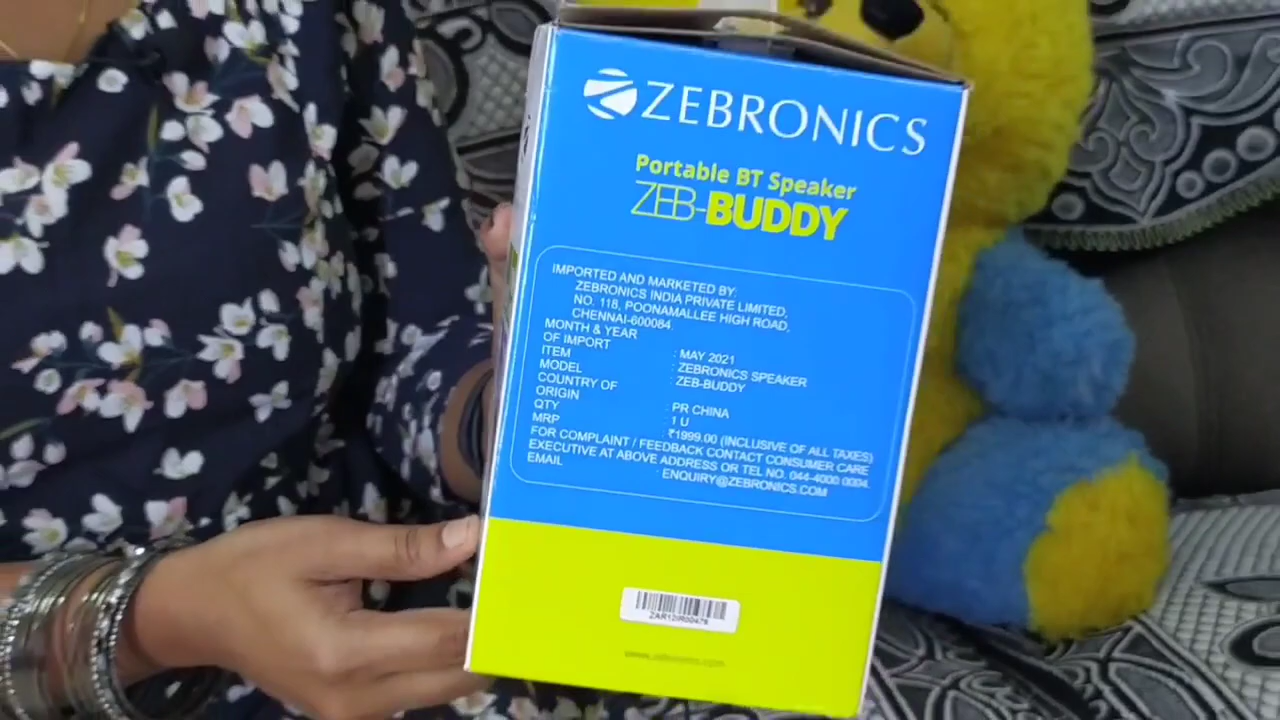 ZEBRONICS
Portable BT Speaker
ZEB-BUDDY
IMPORTED AND MARKETED BY:
ZEBRONICS INDIA PRIVATE LIMITED,
NO. 118, POONAMALLEE HIGH ROAD,
CHENNAI-600084.
MONTH & YEAR
OF IMPORT : MAY 2021
ITEM : ZEBRONICS SPEAKER
MODEL : ZEB-BUDDY
COUNTRY OF
ORIGIN : PR CHINA
QTY : 1 U
MRP : ₹1999.00 (INCLUSIVE OF ALL TAXES)
FOR COMPLAINT / FEEDBACK CONTACT CONSUMER CARE
EXECUTIVE AT ABOVE ADDRESS OR TEL NO. 044-4000 0004.
EMAIL : ENQUIRY@ZEBRONICS.COM